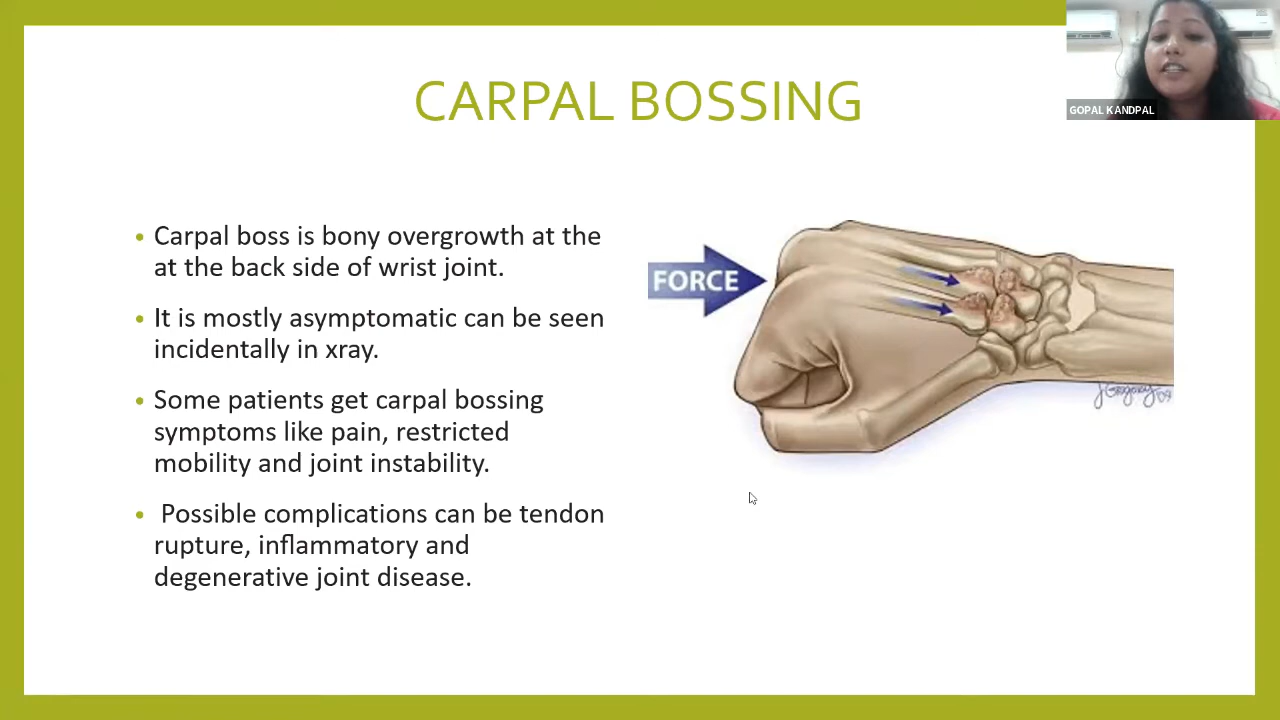 CARPAL BOSSING
GOPAL KANDPAL
• Carpal boss is bony overgrowth at the
at the back side of wrist joint.
• It is mostly asymptomatic can be seen
incidentally in xray.
• Some patients get carpal bossing
symptoms like pain, restricted
mobility and joint instability.
• Possible complications can be tendon
rupture, inflammatory and
degenerative joint disease.
FORCE